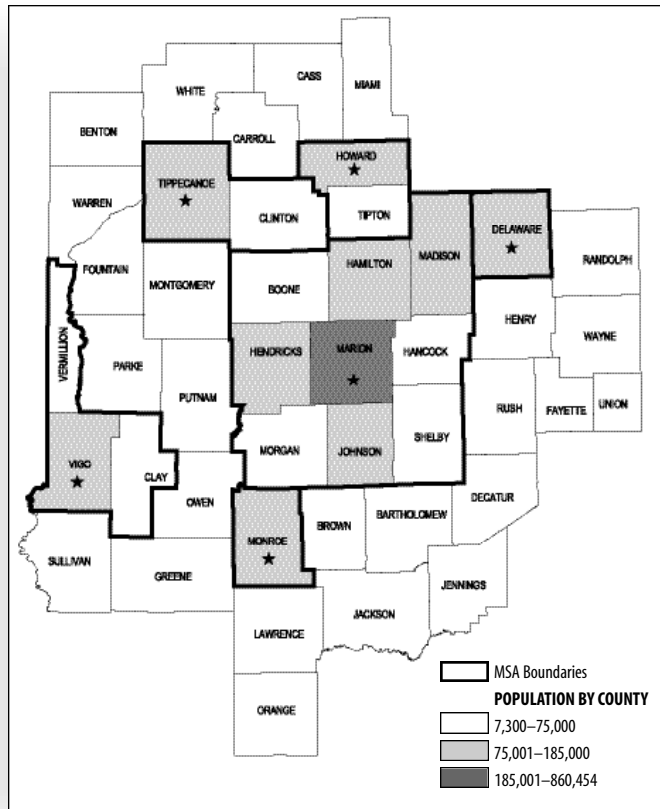 CASS
MIAMI
WHITE
BENTON
CARROLL
HOWARD
TIPPECANOE
WARREN
CLINTON
TIPTON
DELAWARE
MADISON
HAMILTON
RANDOLPH
FOUNTAIN
MONTGOMERY
BOONE
HENRY
WAYNE
VERMILLION
HENDRICKS
MARION
HANCOCK
PARKE
PUTNAM
RUSH
FAYETTE
UNION
SHELBY
MORGAN
JOHNSON
VIGO
CLAY
OWEN
DECATUR
BROWN
BARTHOLOMEW
MONROE
SULLIVAN
GREENE
JENNINGS
JACKSON
LAWRENCE
ORANGE
MSA Boundaries
POPULATION BY COUNTY
7,300–75,000
75,001–185,000
185,001–860,454